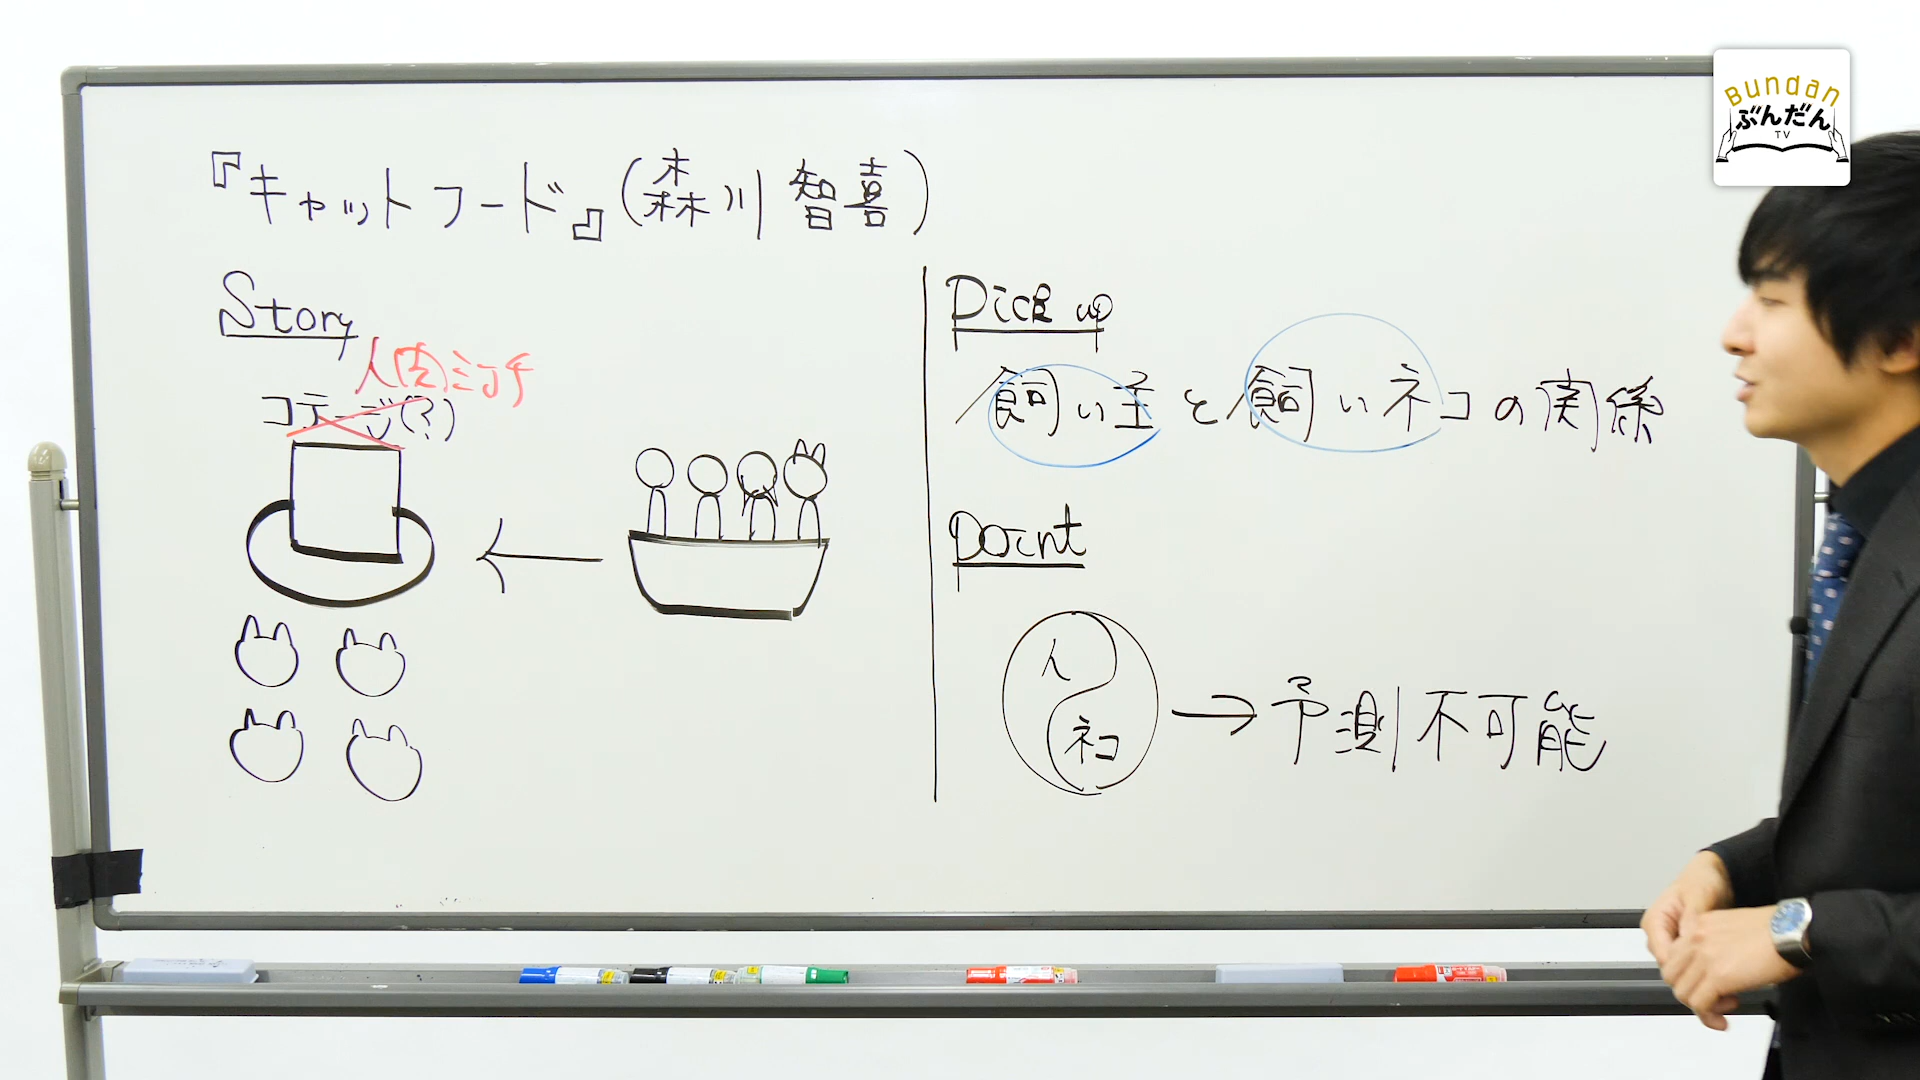 『キャットフード』(森川智喜)
Story
人肉ミンチ
コテージ(?)
Pick up
飼い主と飼いネコの関係
Point
人
ネコ
予測不可能
Bundan
ぶんだん
TV